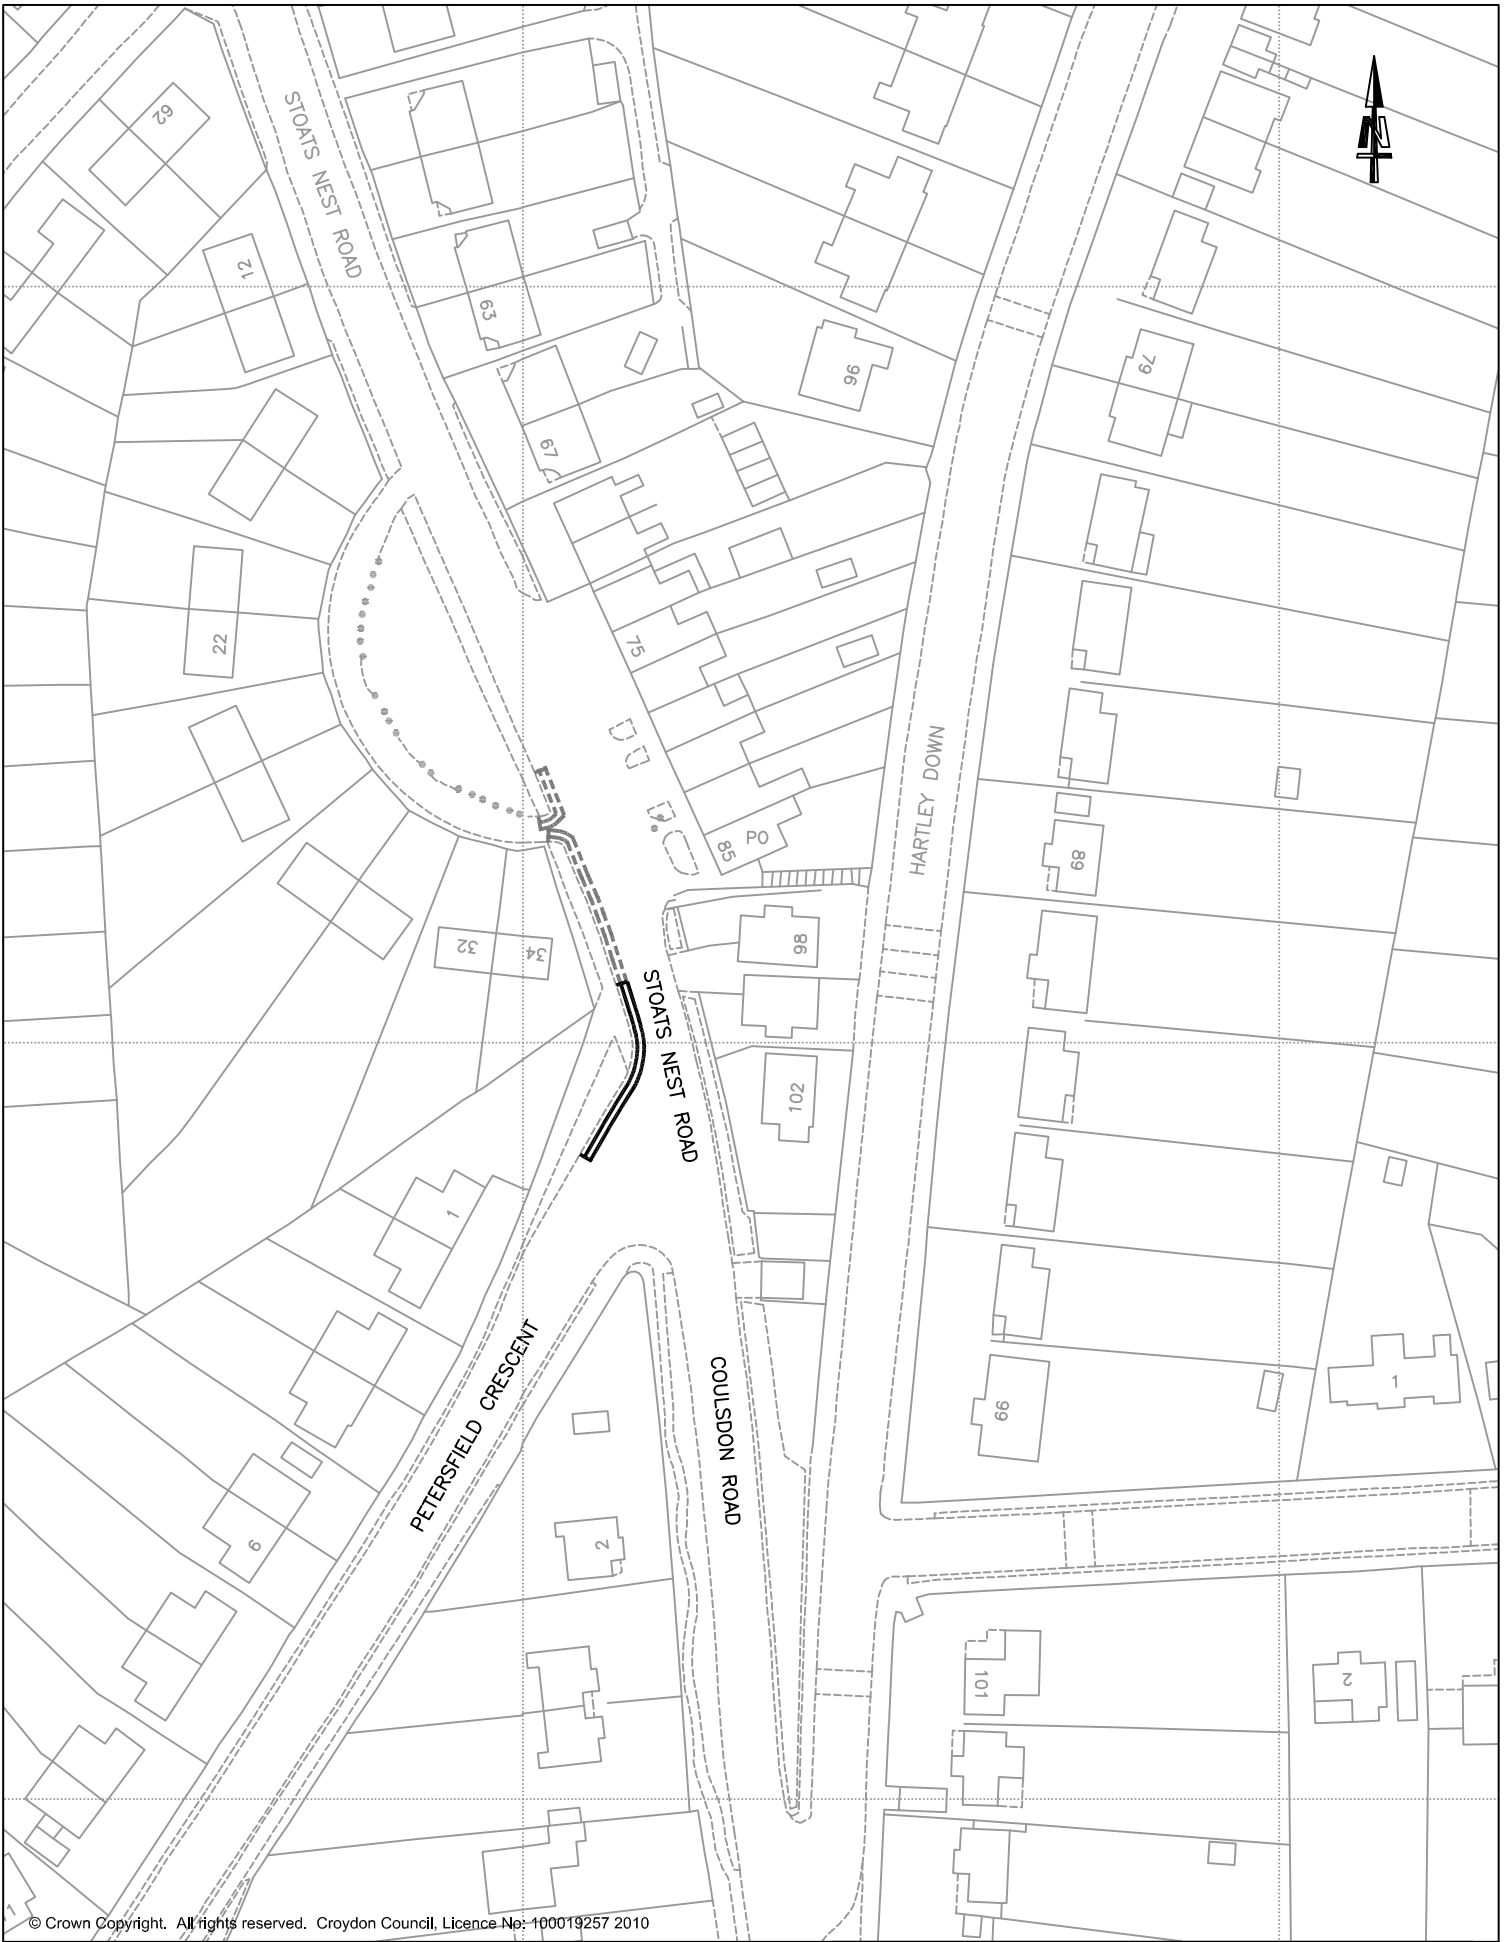 N
STOATS NEST ROAD
62
12
63
96
79
67
75
22
HARTLEY DOWN
85
PO
68
32
34
98
STOATS NEST ROAD
102
1
PETERSFIELD CRESCENT
COULSDON ROAD
1
66
6
2
101
2
1
© Crown Copyright. All rights reserved. Croydon Council, Licence No: 100019257 2010